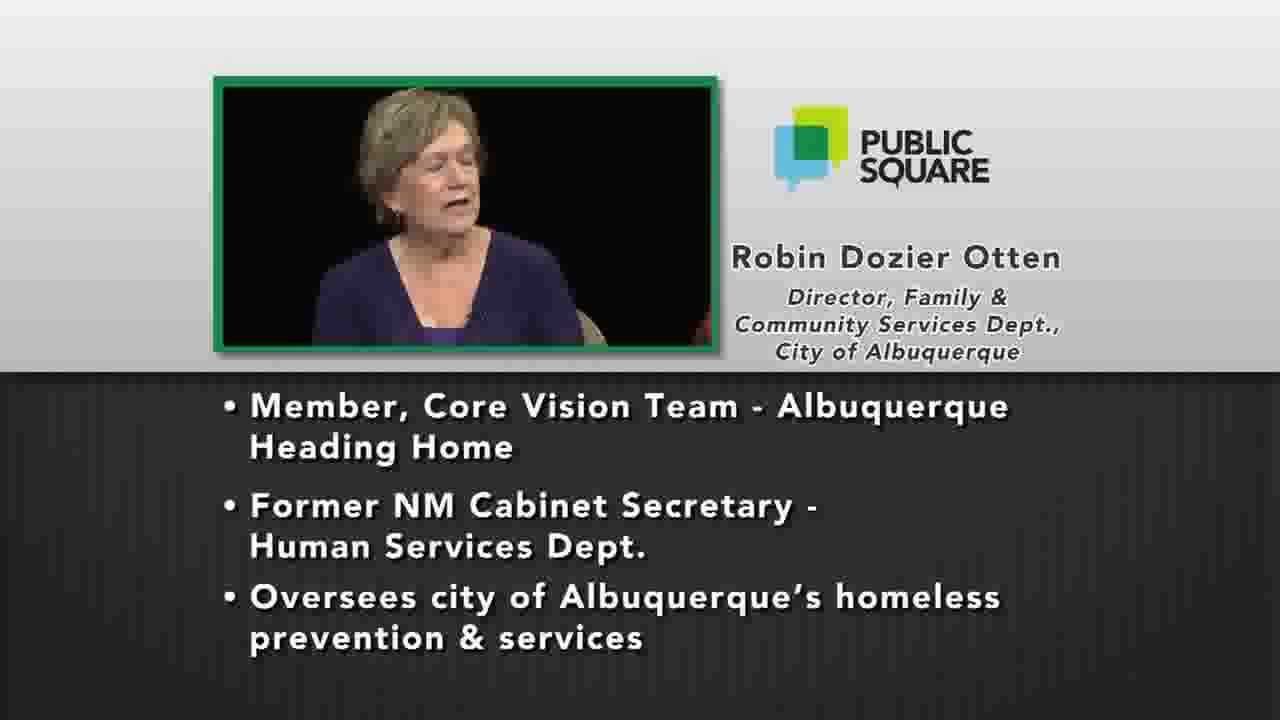 PUBLIC
SQUARE
Robin Dozier Otten
Director, Family &
Community Services Dept.,
City of Albuquerque
• Member, Core Vision Team - Albuquerque
Heading Home
• Former NM Cabinet Secretary -
Human Services Dept.
• Oversees city of Albuquerque’s homeless
prevention & services